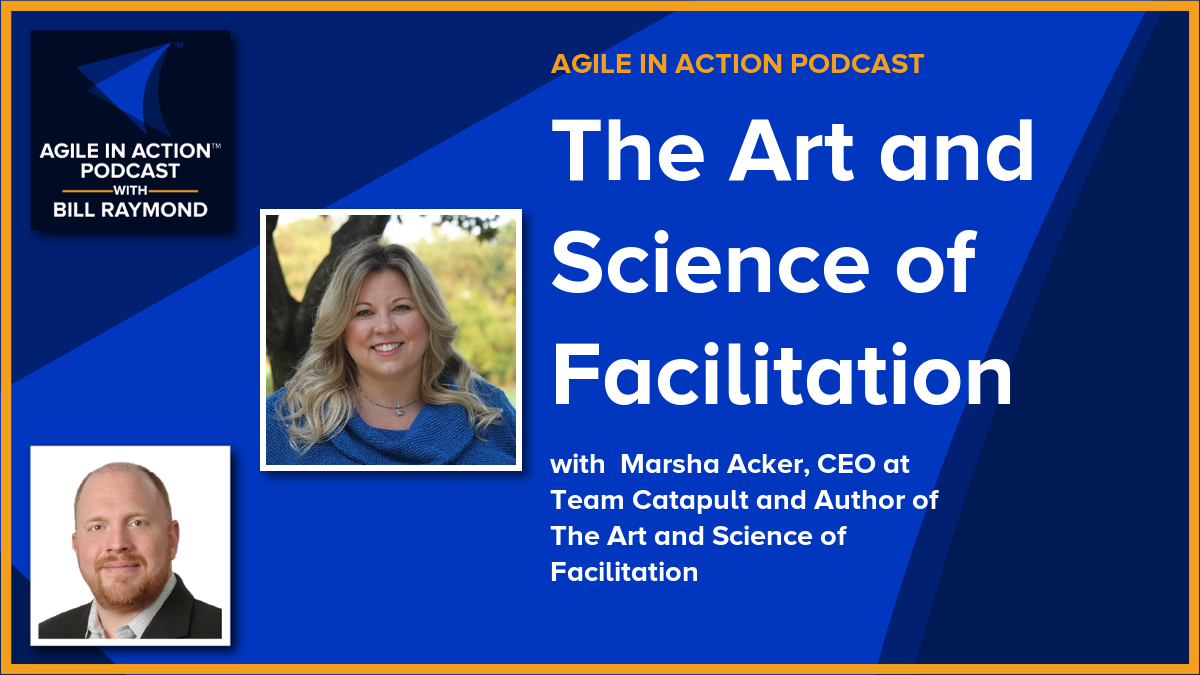 AGILE IN ACTION™
PODCAST
WITH
BILL RAYMOND
AGILE IN ACTION PODCAST
The Art and
Science of
Facilitation
with Marsha Acker, CEO at
Team Catapult and Author of
The Art and Science of
Facilitation